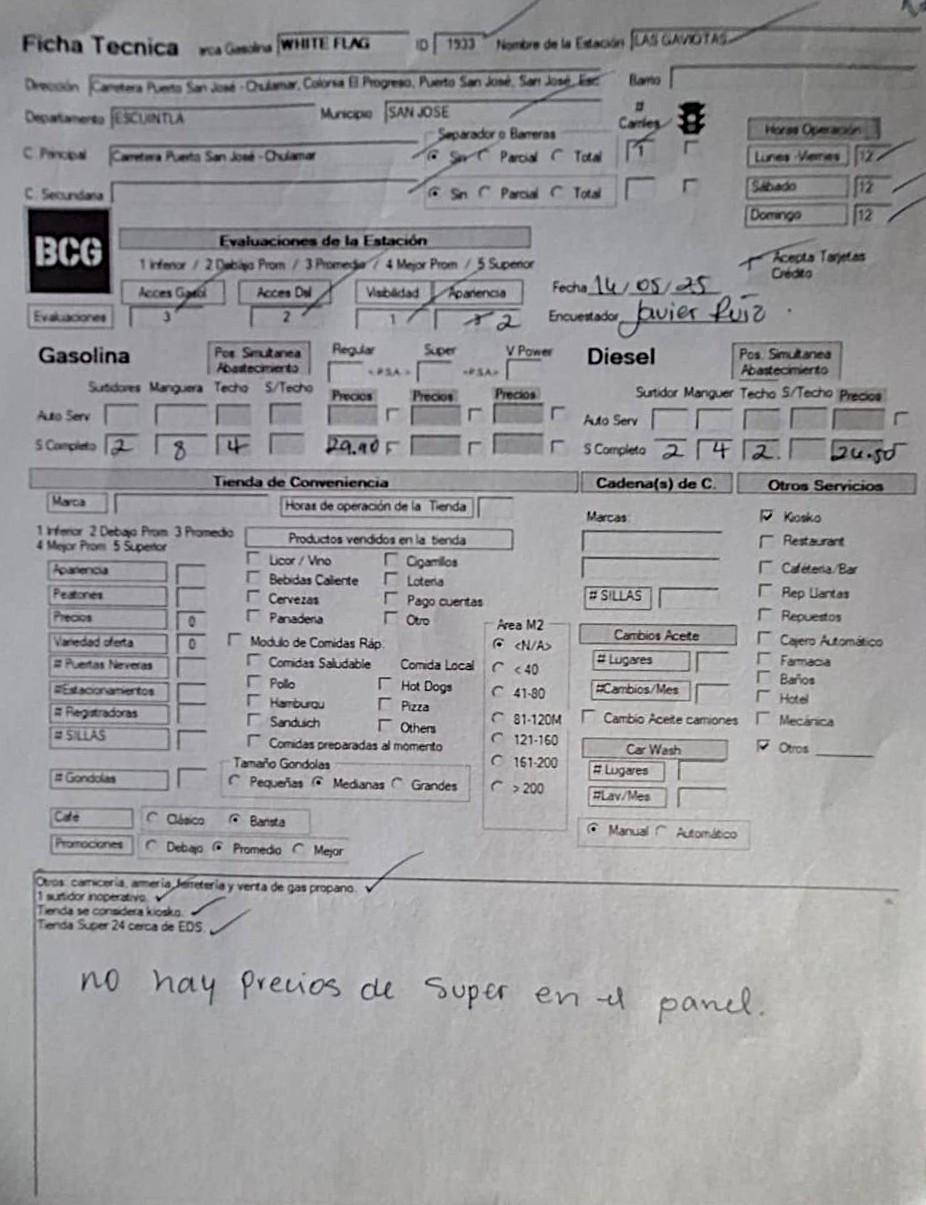 Ficha Tecnica arca Gasolina WHITE FLAG ID 1933 Nombre de la Estación LAS GAVIOTAS
Dirección Carretera Puerto San José - Chulamar, Colonia El Progreso, Puerto San José, San José, Esc. Barrio
Departamento ESCUINTLA Municipio SAN JOSE # Carriles
Separador o Barreras Horas Operación
C. Principal Carretera Puerto San José - Chulamar Sin Parcial Total 1 Lunes -Viernes 12
C. Secundaria Sin Parcial Total Sábado 12
Domingo 12
BCG
Evaluaciones de la Estación
1 Inferior / 2 Debajo Prom / 3 Promedio / 4 Mejor Prom / 5 Superior
Acepta Tarjetas Crédito
Acces Gasol Acces Dsl Visibilidad Apariencia Fecha 14/05/25
Evaluaciones 3 2 1 2 Encuestador Javier Ruiz
Gasolina Pos. Simultanea Abastecimiento Regular Super V Power Diesel Pos. Simultanea Abastecimiento
<P.S.A.> <P.S.A.>
Surtidores Manguera Techo S/Techo Precios Precios Precios Surtidor Manguer Techo S/Techo Precios
Auto Serv Auto Serv
S Completo 2 8 4 29.90 S Completo 2 4 2 26.50
Tienda de Conveniencia Cadena(s) de C. Otros Servicios
Marca Horas de operación de la Tienda
1 Inferior 2 Debajo Prom 3 Promedio
4 Mejor Prom 5 Superior
Productos vendidos en la tienda
Marcas:
Kiosko
Licor / Vino Cigarrillos Restaurant
Apariencia Bebidas Caliente Loteria Cafeteria/Bar
Peatones Cervezas Pago cuentas # SILLAS Rep Llantas
Precios 0 Panaderia Otro Area M2 Repuestos
Variedad oferta 0 Modulo de Comidas Ráp. <N/A> Cambios Aceite Cajero Automático
# Puertas Neveras Comidas Saludable Comida Local < 40 # Lugares Farmacia
#Estacionamientos Pollo Hot Dogs 41-80 #Cambios/Mes Baños
# Registradoras Hamburgu Pizza Hotel
# SILLAS Sanduich Others 81-120M Cambio Aceite camiones Mecánica
Comidas preparadas al momento 121-160 Car Wash Otros
# Gondolas Tamaño Gondolas 161-200 # Lugares
Pequeñas Medianas Grandes > 200 #Lav/Mes
Café Clásico Barista Manual Automático
Promociones Debajo Promedio Mejor
Otros: carnicería, armería, ferretería y venta de gas propano.
1 surtidor inoperativo.
Tienda se considera kiosko.
Tienda Super 24 cerca de EDS.
no hay precios de super en el panel.